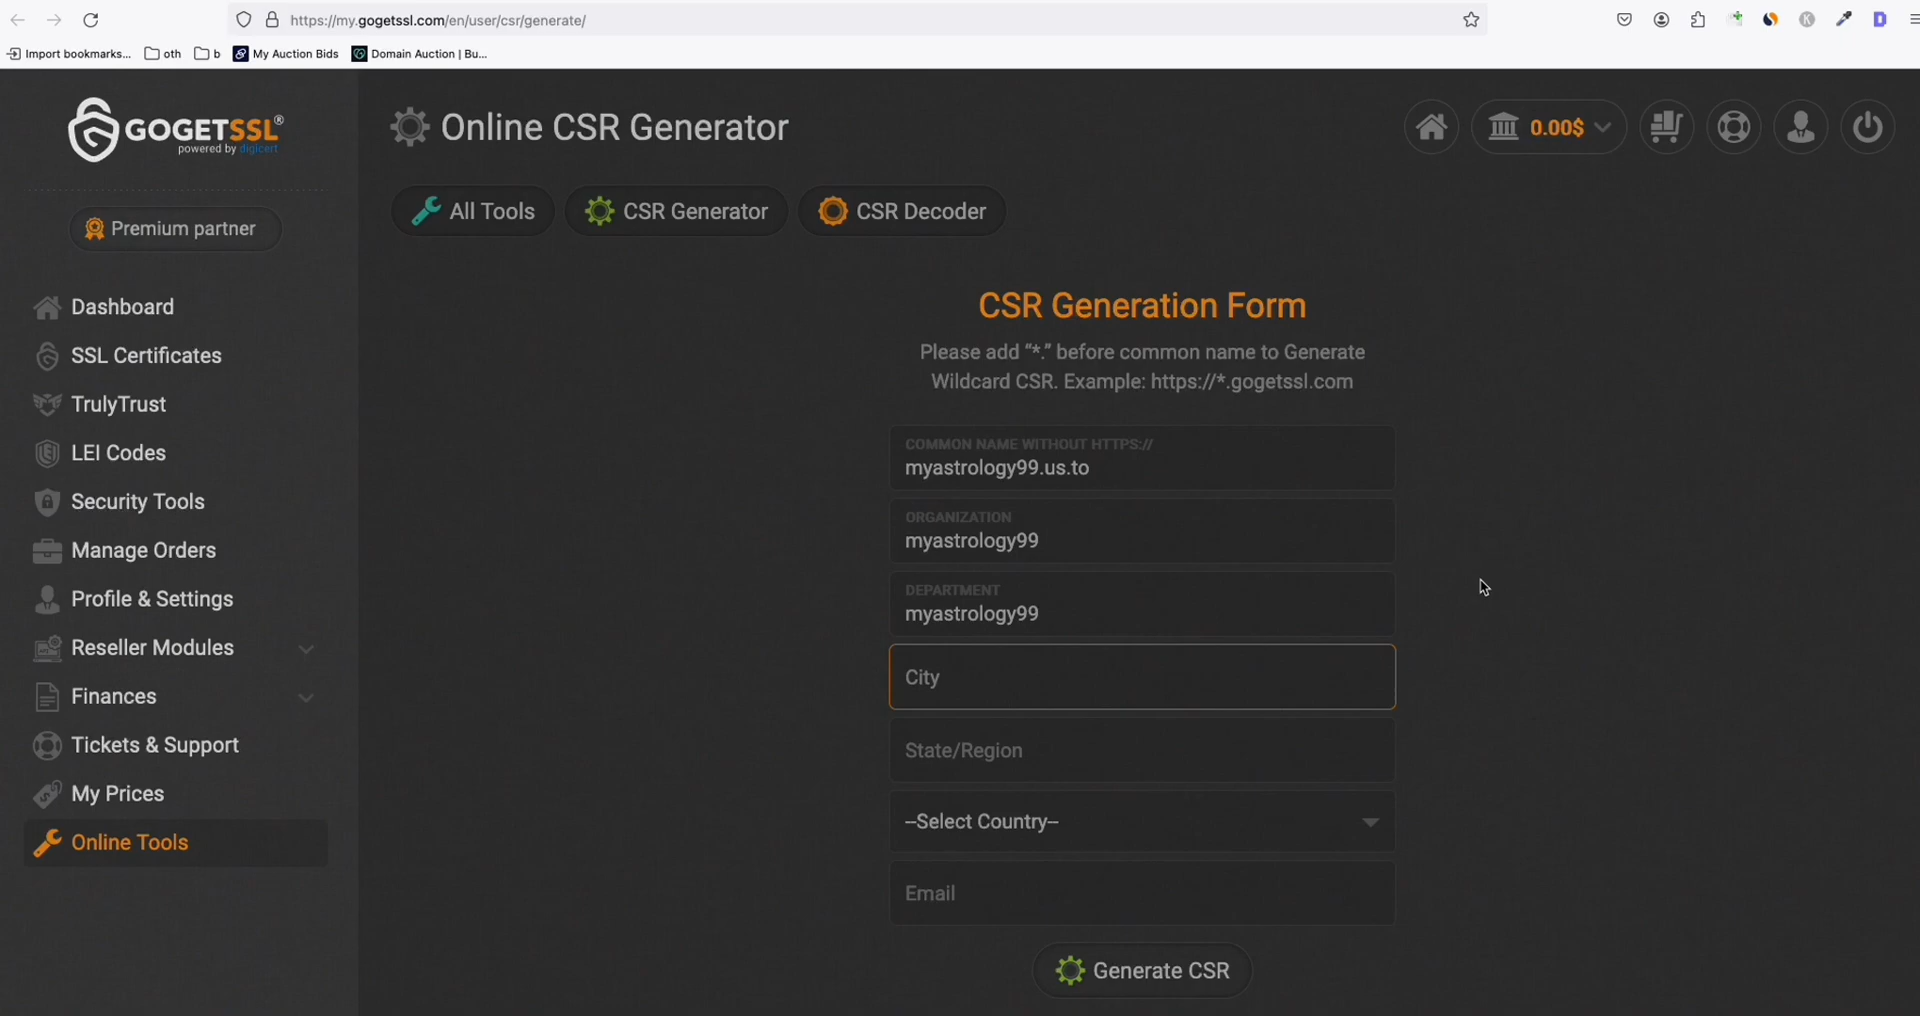 https://my.gogetssl.com/en/user/csr/generate/
Import bookmarks...
oth
b
My Auction Bids
Domain Auction | Bu...
GOGETSSL®
powered by digicert
Online CSR Generator
0.00$
Premium partner
All Tools
CSR Generator
CSR Decoder
Dashboard
SSL Certificates
TrulyTrust
LEI Codes
Security Tools
Manage Orders
Profile & Settings
Reseller Modules
Finances
Tickets & Support
My Prices
Online Tools
CSR Generation Form
Please add “*.” before common name to Generate
Wildcard CSR. Example: https://*.gogetssl.com
COMMON NAME WITHOUT HTTPS://
myastrology99.us.to
ORGANIZATION
myastrology99
DEPARTMENT
myastrology99
City
State/Region
--Select Country--
Email
Generate CSR